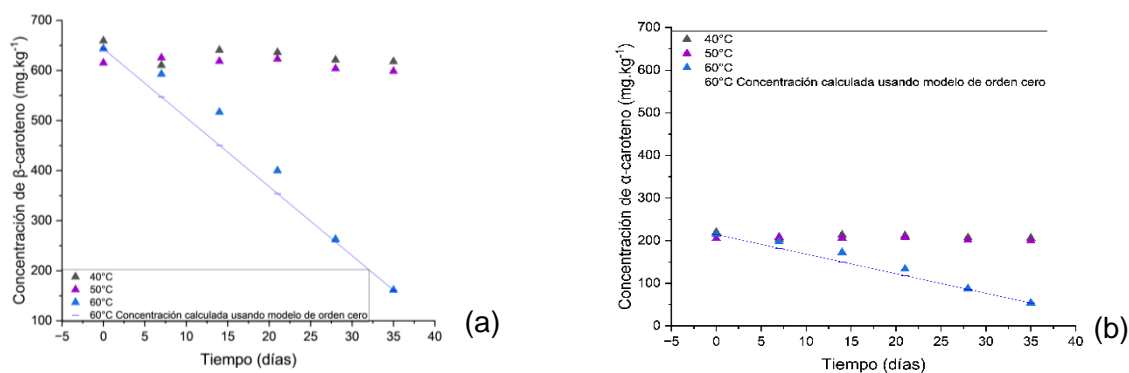 Concentración de β-caroteno (mg.kg⁻¹)
700
600
500
400
300
200
100
40°C
50°C
60°C
60°C Concentración calculada usando modelo de orden cero
−5 0 5 10 15 20 25 30 35 40
Tiempo (días)
(a)
Concentración de α-caroteno (mg.kg⁻¹)
700
600
500
400
300
200
100
0
40°C
50°C
60°C
60°C Concentración calculada usando modelo de orden cero
−5 0 5 10 15 20 25 30 35 40
Tiempo (días)
(b)